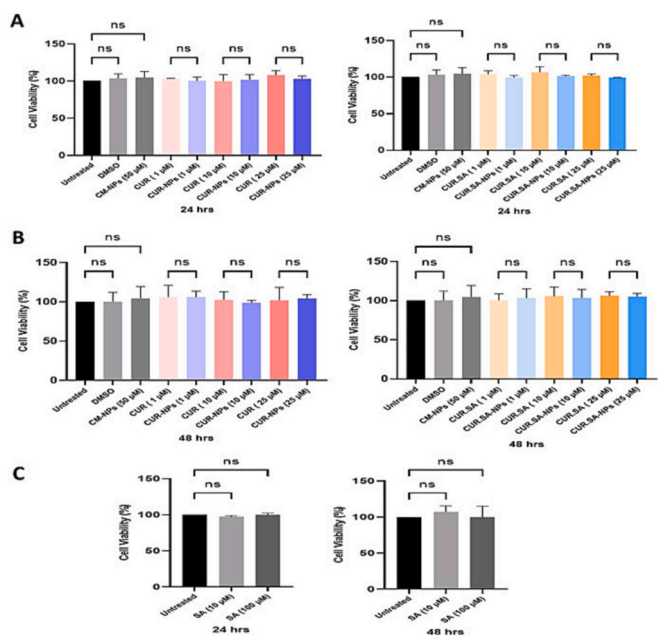 A
ns
ns
ns
ns
ns
Cell Viability (%)
150
100
50
0
Untreated
DMSO
CM-NPs (50 µM)
CUR ( 1 µM)
CUR-NPs (1 µM)
CUR ( 10 µM)
CUR-NPs (10 µM)
CUR ( 25 µM)
CUR-NPs (25 µM)
24 hrs
ns
ns
ns
ns
ns
Cell Viability (%)
150
100
50
0
Untreated
DMSO
CM-NPs (50 µM)
CUR.SA ( 1 µM)
CUR.SA-NPs ( 1 µM)
CUR.SA ( 10 µM)
CUR.SA-NPs ( 10 µM)
CUR.SA ( 25 µM)
CUR.SA-NPs ( 25 µM)
24 hrs
B
ns
ns
ns
ns
ns
Cell Viability (%)
150
100
50
0
Untreated
DMSO
CM-NPs (50 µM)
CUR ( 1 µM)
CUR-NPs (1 µM)
CUR ( 10 µM)
CUR-NPs (10 µM)
CUR ( 25 µM)
CUR-NPs (25 µM)
48 hrs
ns
ns
ns
ns
ns
Cell Viability (%)
150
100
50
0
Untreated
DMSO
CM-NPs (50 µM)
CUR.SA ( 1 µM)
CUR.SA-NPs ( 1 µM)
CUR.SA ( 10 µM)
CUR.SA-NPs ( 10 µM)
CUR.SA ( 25 µM)
CUR.SA-NPs ( 25 µM)
48 hrs
C
ns
ns
Cell Viability (%)
150
100
50
0
Untreated
SA (10 µM)
SA (100 µM)
24 hrs
ns
ns
Cell Viability (%)
150
100
50
0
Untreated
SA (10 µM)
SA (100 µM)
48 hrs